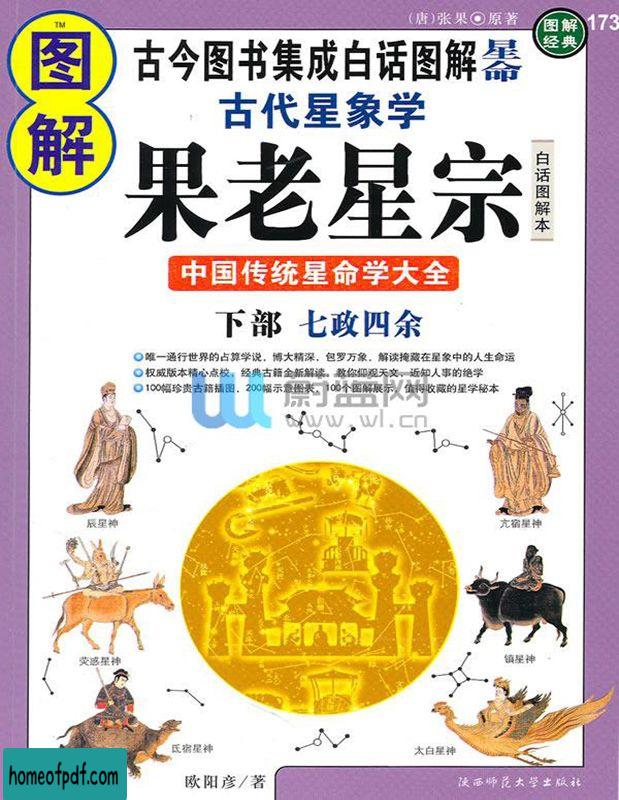 （唐）张果◉原著
图解
经典
173
TM
图
解
古今图书集成白话图解星命
古代星象学
果老星宗
白话图解本
中国传统星命学大全
下部 七政四余
唯一通行世界的占算学说，博大精深，包罗万象，解读掩藏在星象中的人生命运
权威版本精心点校，经典古籍全新解读，教你仰观天文，近知人事的绝学
100幅珍贵古籍插图，200幅示意图表，100个图解展示，值得收藏的星学秘本
W 蔚蓝网
www.wl.cn
辰星神
亢宿星神
荧惑星神
镇星神
氐宿星神
太白星神
欧阳彦/著
陕西师范大学出版社
homeofpdf.com